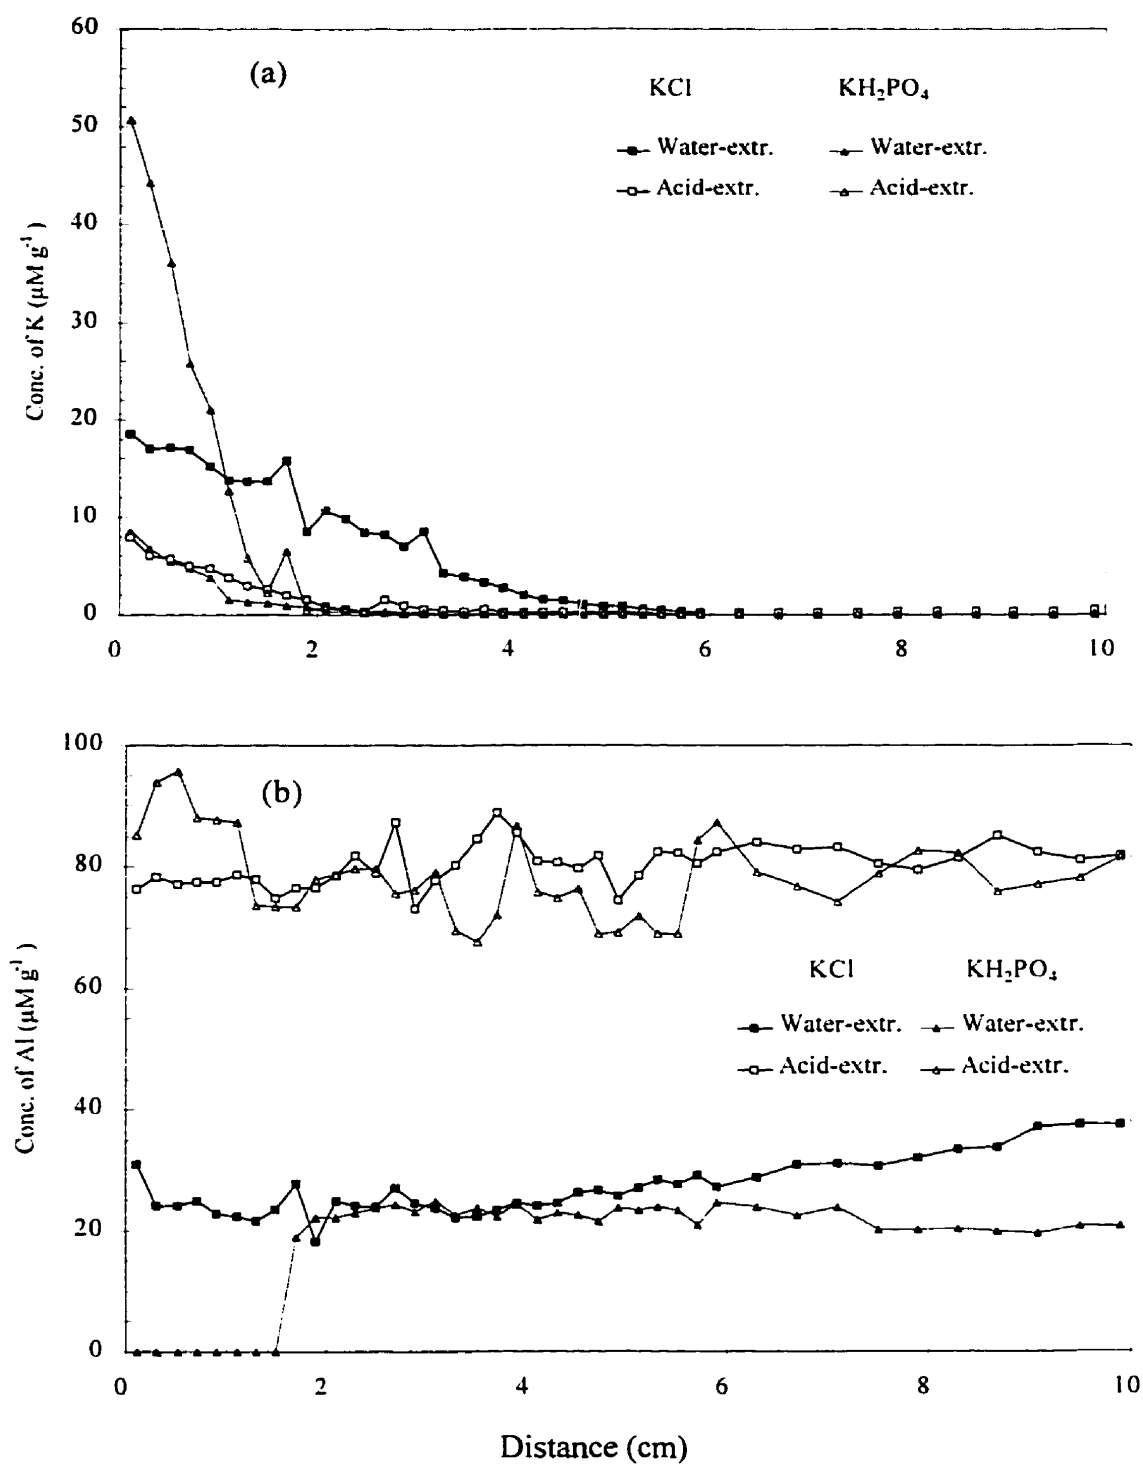 60
(a)
KCl KH₂PO₄
50
Water-extr. Water-extr.
Acid-extr. Acid-extr.
40
Conc. of K (µM g⁻¹)
30
20
10
0
0 2 4 6 8 10
100
(b)
80
KCl KH₂PO₄
60
Water-extr. Water-extr.
Acid-extr. Acid-extr.
Conc. of Al (µM g⁻¹)
40
20
0
0 2 4 6 8 10
Distance (cm)